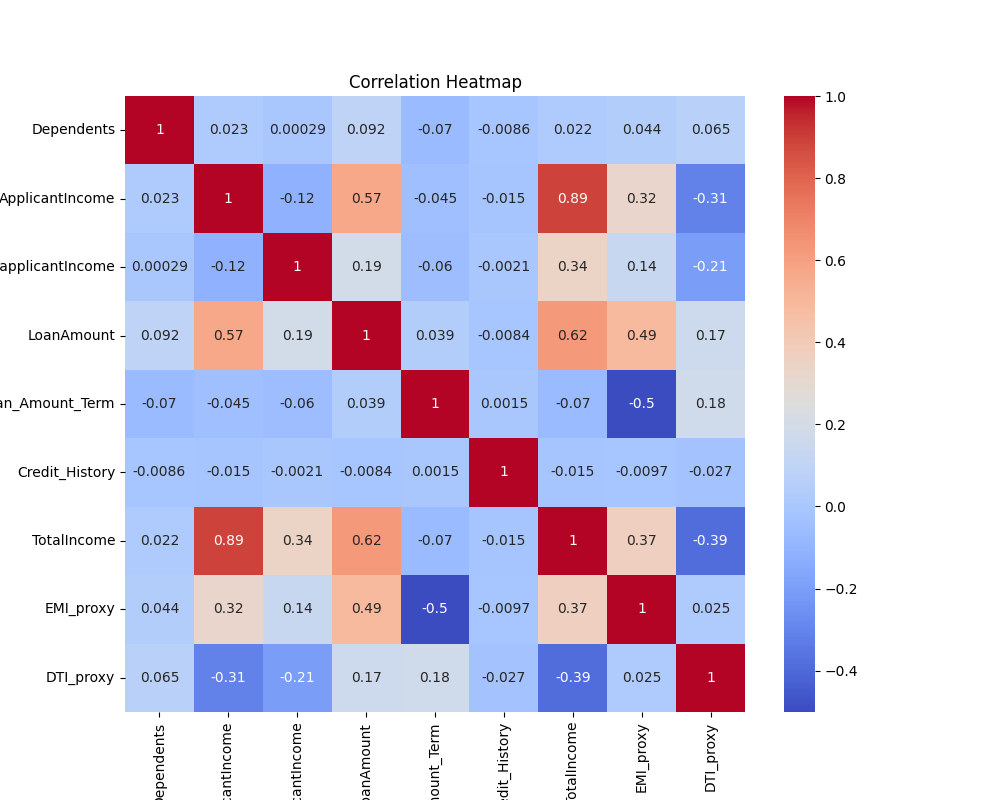 Correlation Heatmap
Dependents 1 0.023 0.00029 0.092 -0.07 -0.0086 0.022 0.044 0.065
ApplicantIncome 0.023 1 -0.12 0.57 -0.045 -0.015 0.89 0.32 -0.31
applicantIncome 0.00029 -0.12 1 0.19 -0.06 -0.0021 0.34 0.14 -0.21
LoanAmount 0.092 0.57 0.19 1 0.039 -0.0084 0.62 0.49 0.17
an_Amount_Term -0.07 -0.045 -0.06 0.039 1 0.0015 -0.07 -0.5 0.18
Credit_History -0.0086 -0.015 -0.0021 -0.0084 0.0015 1 -0.015 -0.0097 -0.027
TotalIncome 0.022 0.89 0.34 0.62 -0.07 -0.015 1 0.37 -0.39
EMI_proxy 0.044 0.32 0.14 0.49 -0.5 -0.0097 0.37 1 0.025
DTI_proxy 0.065 -0.31 -0.21 0.17 0.18 -0.027 -0.39 0.025 1
Dependents
cantIncome
cantIncome
oanAmount
ount_Term
edit_History
TotalIncome
EMI_proxy
DTI_proxy
1.0
0.8
0.6
0.4
0.2
0.0
−0.2
−0.4